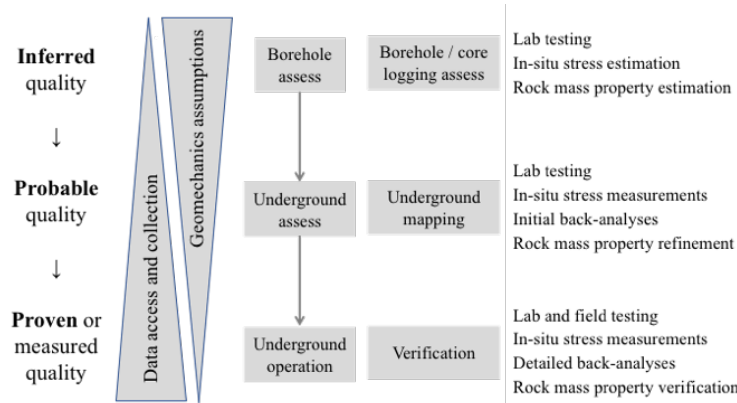 Inferred
quality
↓
Probable
quality
↓
Proven or
measured
quality
Data access and collection
Geomechanics assumptions
Borehole
assess
Borehole / core
logging assess
Lab testing
In-situ stress estimation
Rock mass property estimation
Underground
assess
Underground
mapping
Lab testing
In-situ stress measurements
Initial back-analyses
Rock mass property refinement
Underground
operation
Verification
Lab and field testing
In-situ stress measurements
Detailed back-analyses
Rock mass property verification